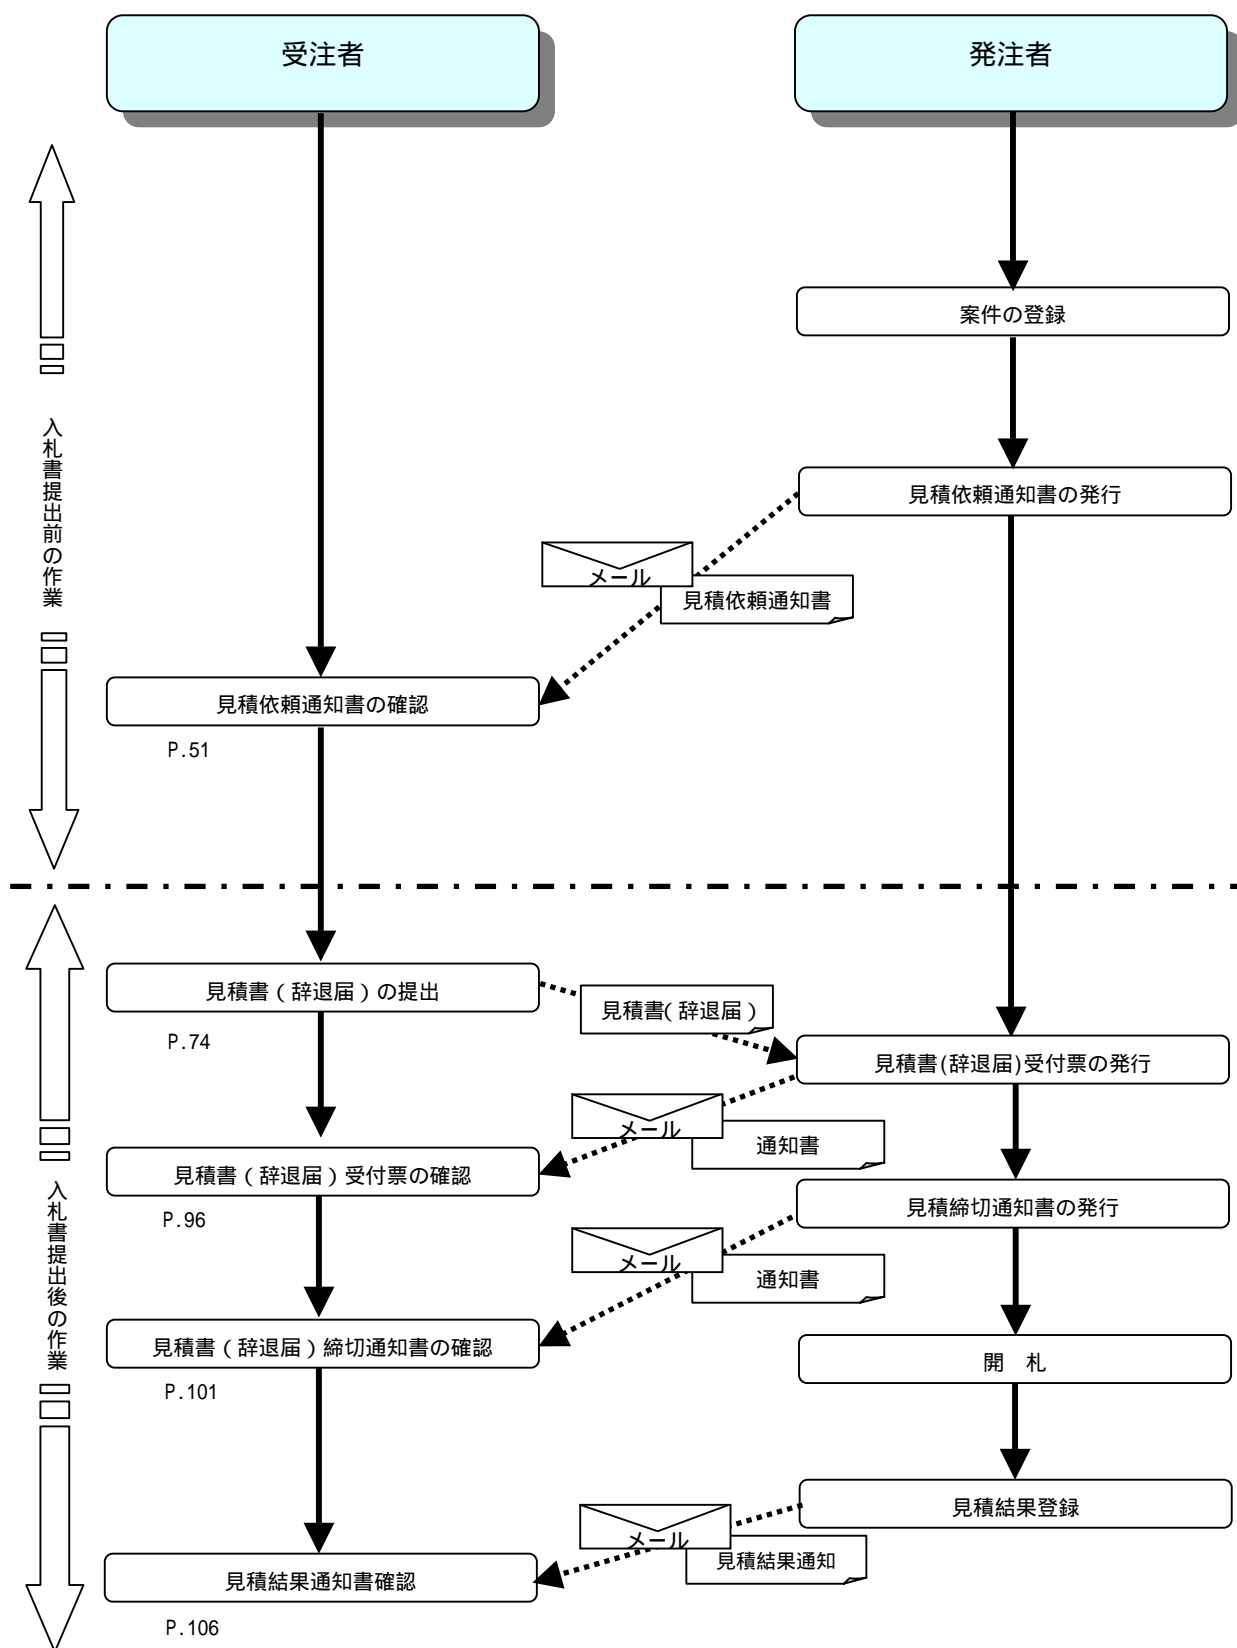 受注者
発注者
案件の登録
見積依頼通知書の発行
メール
見積依頼通知書
入札書提出前の作業
見積依頼通知書の確認
P.51
見積書(辞退届)の提出
見積書(辞退届)
P.74
見積書(辞退届)受付票の発行
メール
通知書
見積書(辞退届)受付票の確認
P.96
見積締切通知書の発行
メール
通知書
入札書提出後の作業
見積書(辞退届)締切通知書の確認
P.101
開 札
見積結果登録
メール
見積結果通知
見積結果通知書確認
P.106